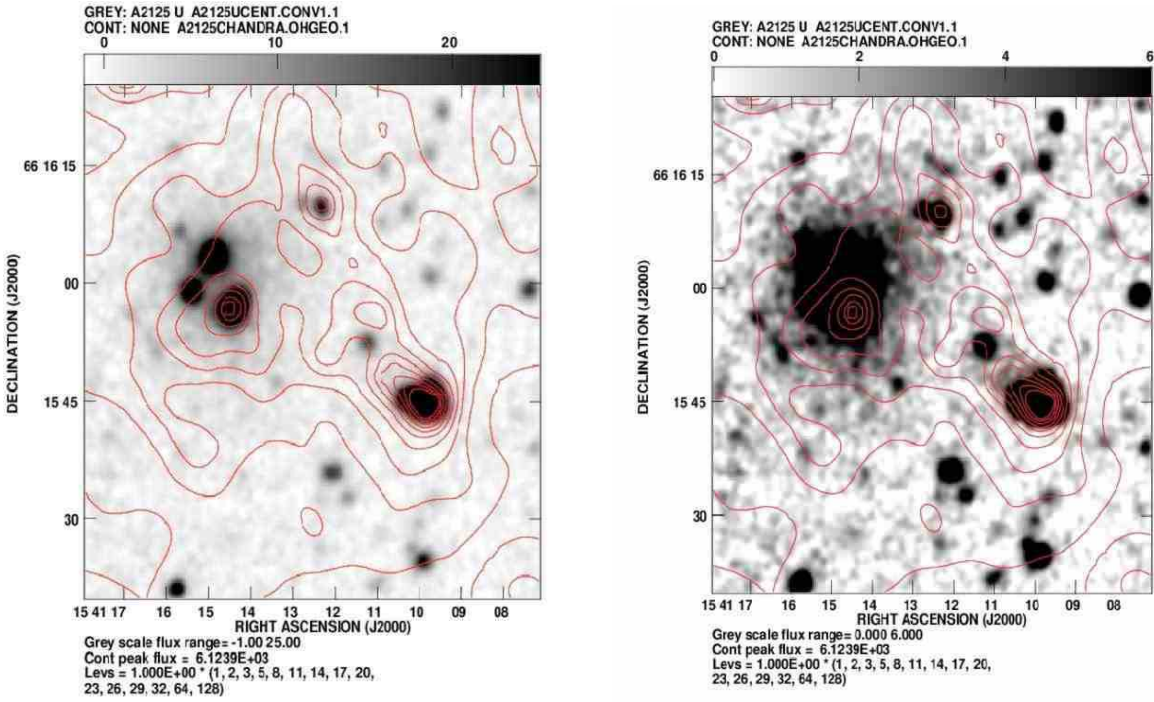 GREY: A2125 U A2125UCENT.CONV1.1
CONT: NONE A2125CHANDRA.OHGEO.1
0 10 20
66 16 15
00
15 45
30
DECLINATION (J2000)
15 41 17 16 15 14 13 12 11 10 09 08
RIGHT ASCENSION (J2000)
Grey scale flux range= -1.00 25.00
Cont peak flux = 6.1239E+03
Levs = 1.000E+00 * (1, 2, 3, 5, 8, 11, 14, 17, 20,
23, 26, 29, 32, 64, 128)
GREY: A2125 U A2125UCENT.CONV1.1
CONT: NONE A2125CHANDRA.OHGEO.1
0 2 4 6
66 16 15
00
15 45
30
DECLINATION (J2000)
15 41 17 16 15 14 13 12 11 10 09 08
RIGHT ASCENSION (J2000)
Grey scale flux range= 0.000 6.000
Cont peak flux = 6.1239E+03
Levs = 1.000E+00 * (1, 2, 3, 5, 8, 11, 14, 17, 20,
23, 26, 29, 32, 64, 128)